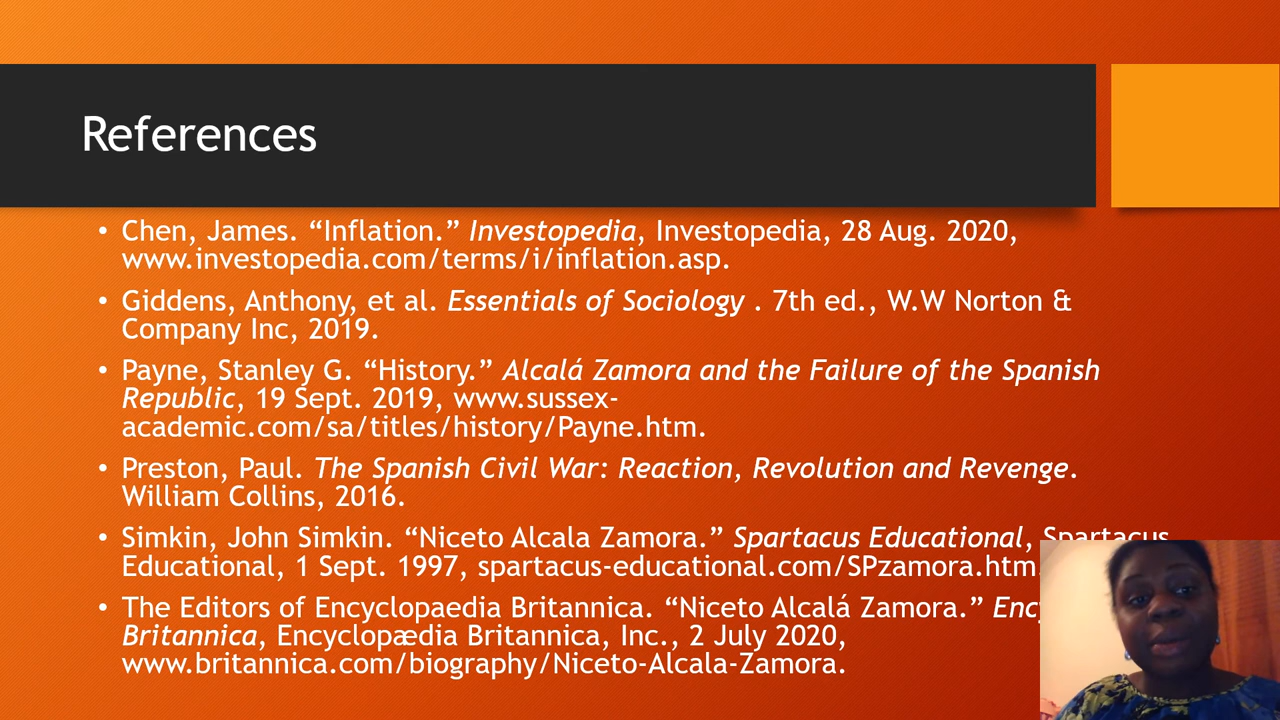 References
• Chen, James. “Inflation.” Investopedia, Investopedia, 28 Aug. 2020,
www.investopedia.com/terms/i/inflation.asp.
• Giddens, Anthony, et al. Essentials of Sociology . 7th ed., W.W Norton &
Company Inc, 2019.
• Payne, Stanley G. “History.” Alcalá Zamora and the Failure of the Spanish
Republic, 19 Sept. 2019, www.sussex-
academic.com/sa/titles/history/Payne.htm.
• Preston, Paul. The Spanish Civil War: Reaction, Revolution and Revenge.
William Collins, 2016.
• Simkin, John Simkin. “Niceto Alcala Zamora.” Spartacus Educational, Spartacus
Educational, 1 Sept. 1997, spartacus-educational.com/SPzamora.htm.
• The Editors of Encyclopaedia Britannica. “Niceto Alcalá Zamora.”
Britannica, Encyclopædia Britannica, Inc., 2 July 2020,
www.britannica.com/biography/Niceto-Alcala-Zamora.